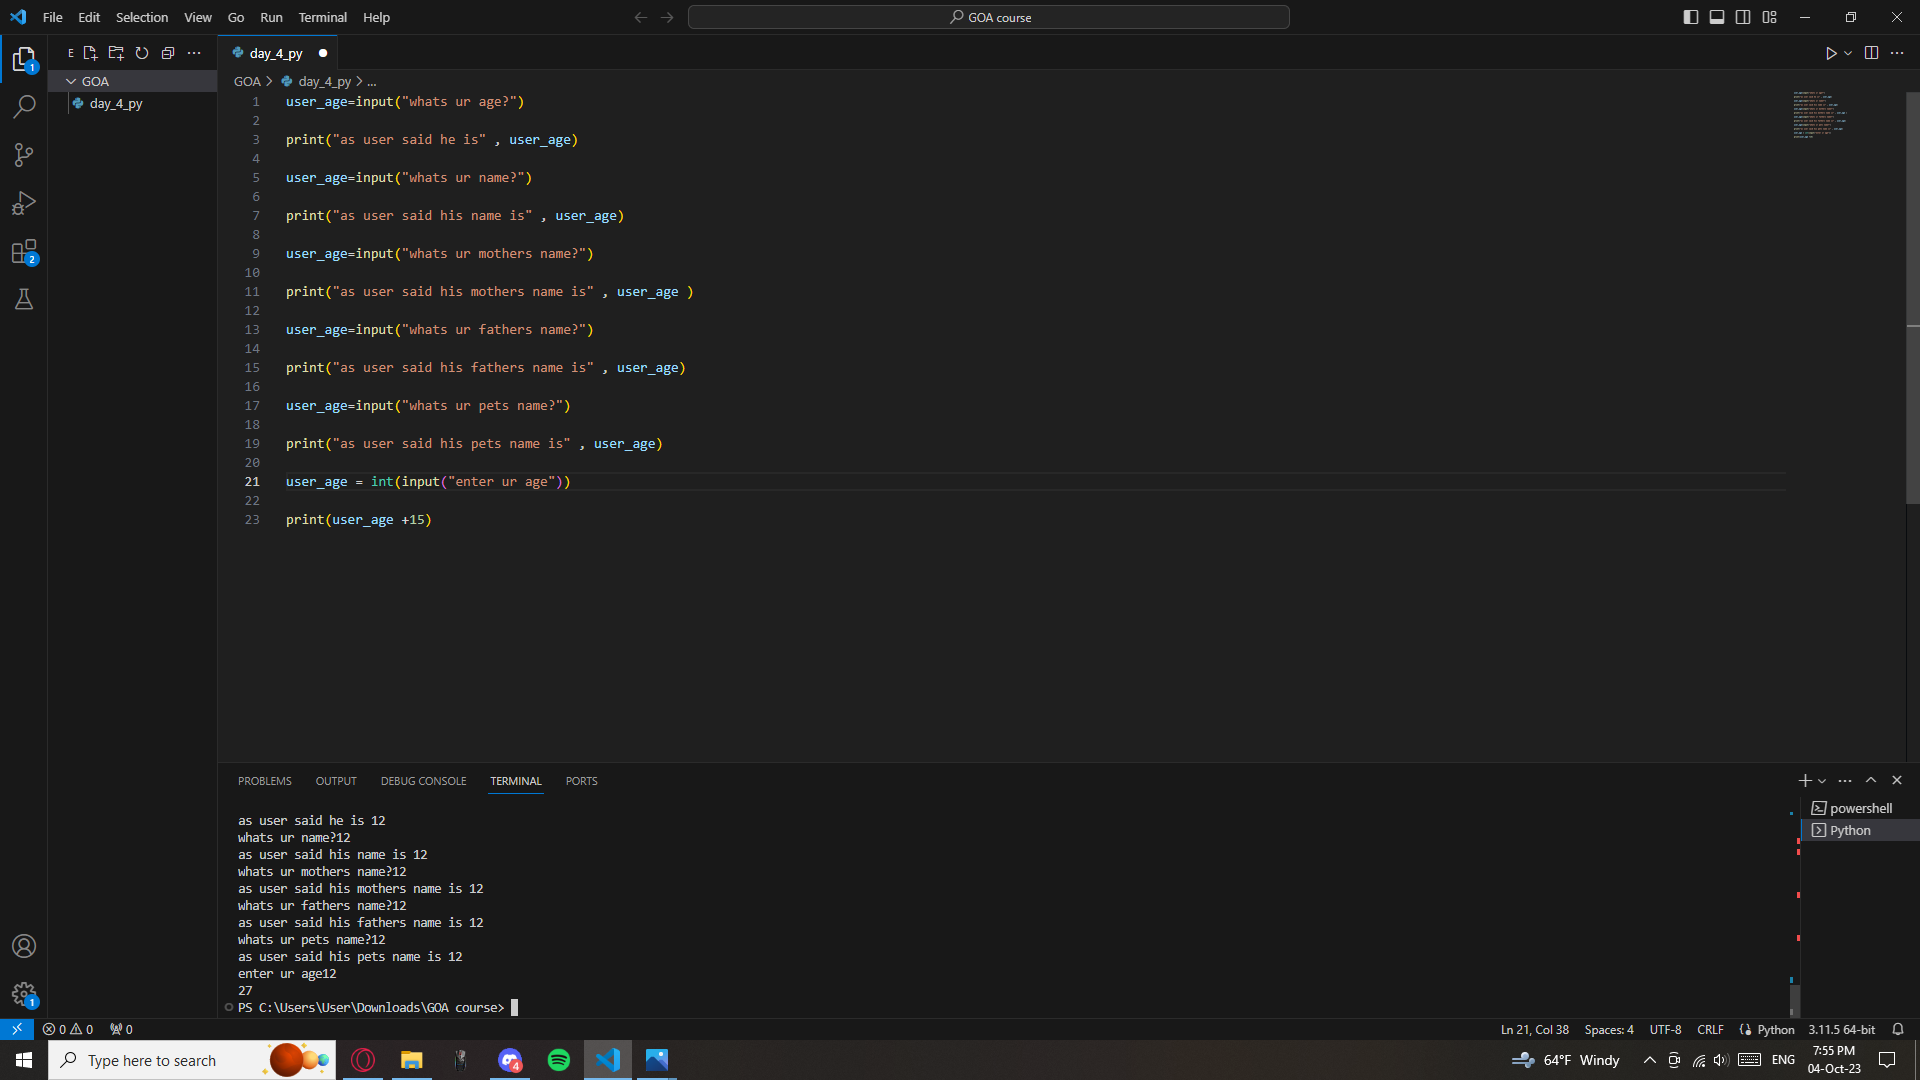 File Edit Selection View Go Run Terminal Help
GOA course
E
day_4_py
GOA
day_4_py
GOA > day_4_py > ...
1 user_age=input("whats ur age?")
2
3 print("as user said he is" , user_age)
4
5 user_age=input("whats ur name?")
6
7 print("as user said his name is" , user_age)
8
9 user_age=input("whats ur mothers name?")
10
11 print("as user said his mothers name is" , user_age )
12
13 user_age=input("whats ur fathers name?")
14
15 print("as user said his fathers name is" , user_age)
16
17 user_age=input("whats ur pets name?")
18
19 print("as user said his pets name is" , user_age)
20
21 user_age = int(input("enter ur age"))
22
23 print(user_age +15)
1
2
1
PROBLEMS OUTPUT DEBUG CONSOLE TERMINAL PORTS
powershell
Python
as user said he is 12
whats ur name?12
as user said his name is 12
whats ur mothers name?12
as user said his mothers name is 12
whats ur fathers name?12
as user said his fathers name is 12
whats ur pets name?12
as user said his pets name is 12
enter ur age12
27
PS C:\Users\User\Downloads\GOA course>
0 0 0
Ln 21, Col 38 Spaces: 4 UTF-8 CRLF Python 3.11.5 64-bit
Type here to search
4
64°F Windy
ENG
7:55 PM
04-Oct-23